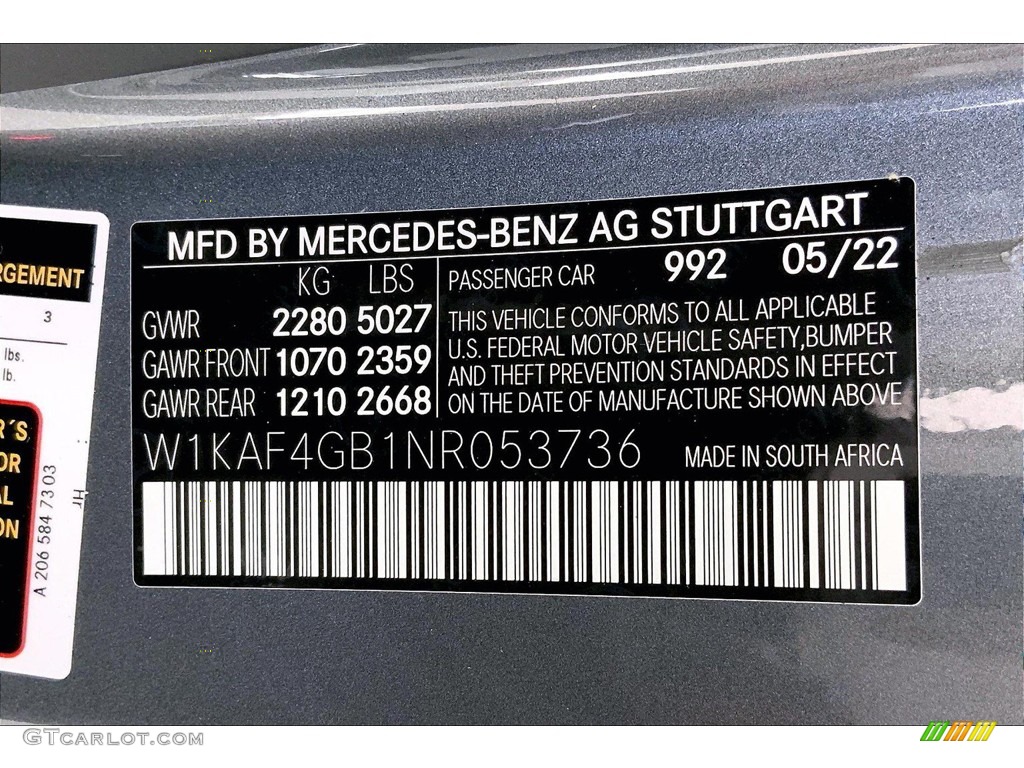 MFD BY MERCEDES-BENZ AG STUTTGART
KG LBS
GVWR 2280 5027
GAWR FRONT 1070 2359
GAWR REAR 1210 2668
PASSENGER CAR 992 05/22
THIS VEHICLE CONFORMS TO ALL APPLICABLE
U.S. FEDERAL MOTOR VEHICLE SAFETY,BUMPER
AND THEFT PREVENTION STANDARDS IN EFFECT
ON THE DATE OF MANUFACTURE SHOWN ABOVE
W1KAF4GB1NR053736 MADE IN SOUTH AFRICA
RGEMENT
3
lbs.
lb.
R'S
OR
AL
ON
A 206 584 73 03
Hr
GTcarlot.com